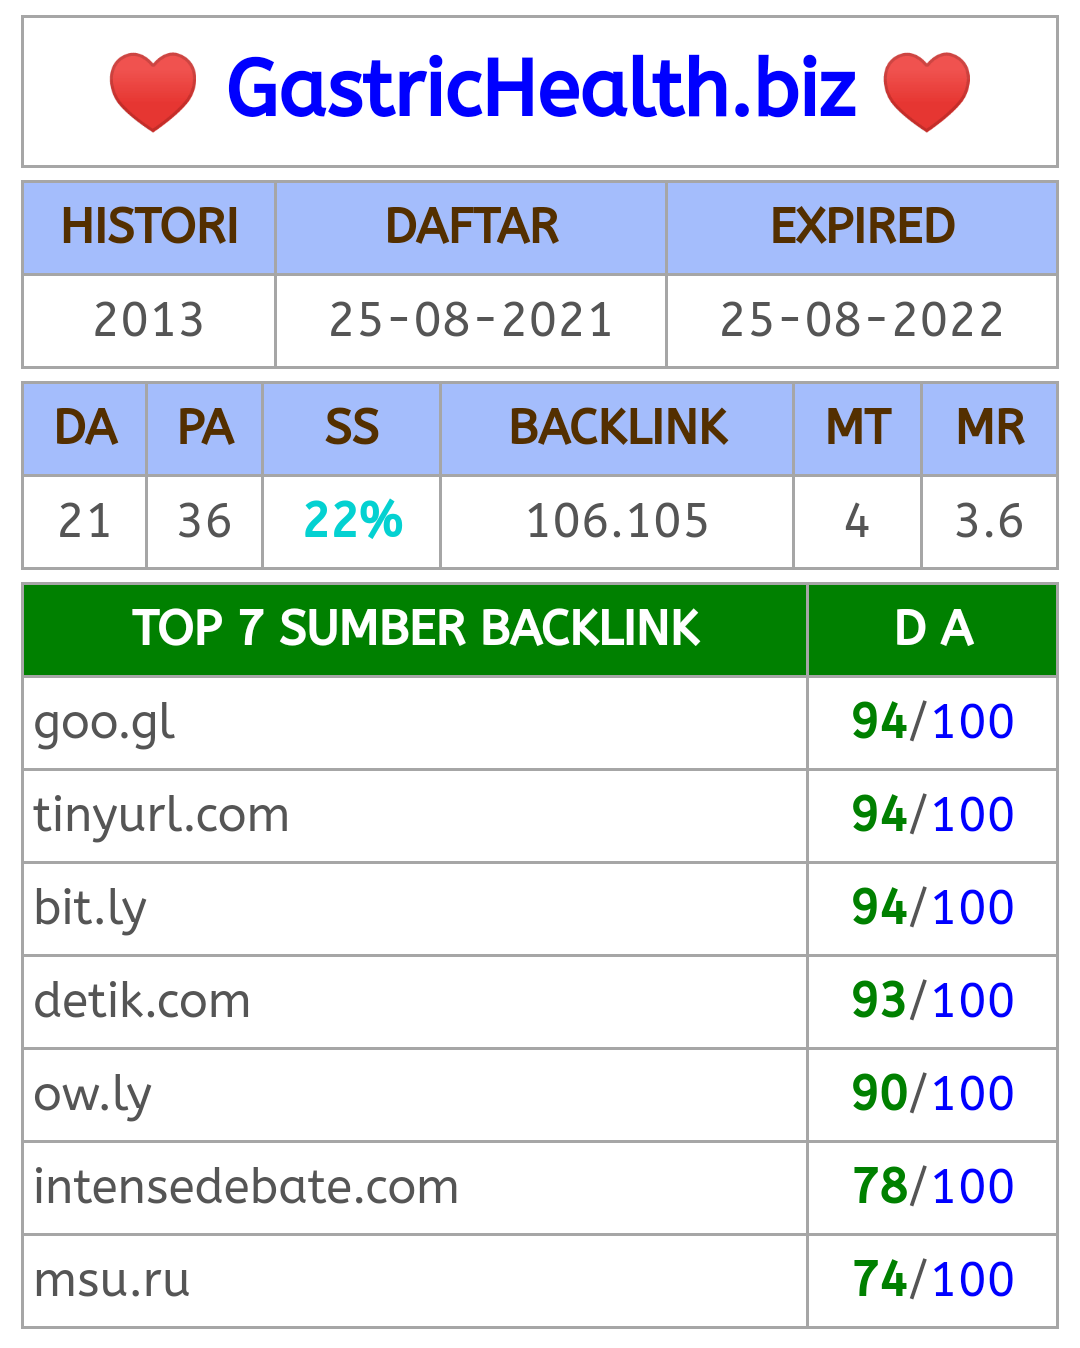 GastricHealth.biz
HISTORI DAFTAR EXPIRED
2013 25-08-2021 25-08-2022
DA PA SS BACKLINK MT MR
21 36 22% 106.105 4 3.6
TOP 7 SUMBER BACKLINK D A
goo.gl 94/100
tinyurl.com 94/100
bit.ly 94/100
detik.com 93/100
ow.ly 90/100
intensedebate.com 78/100
msu.ru 74/100